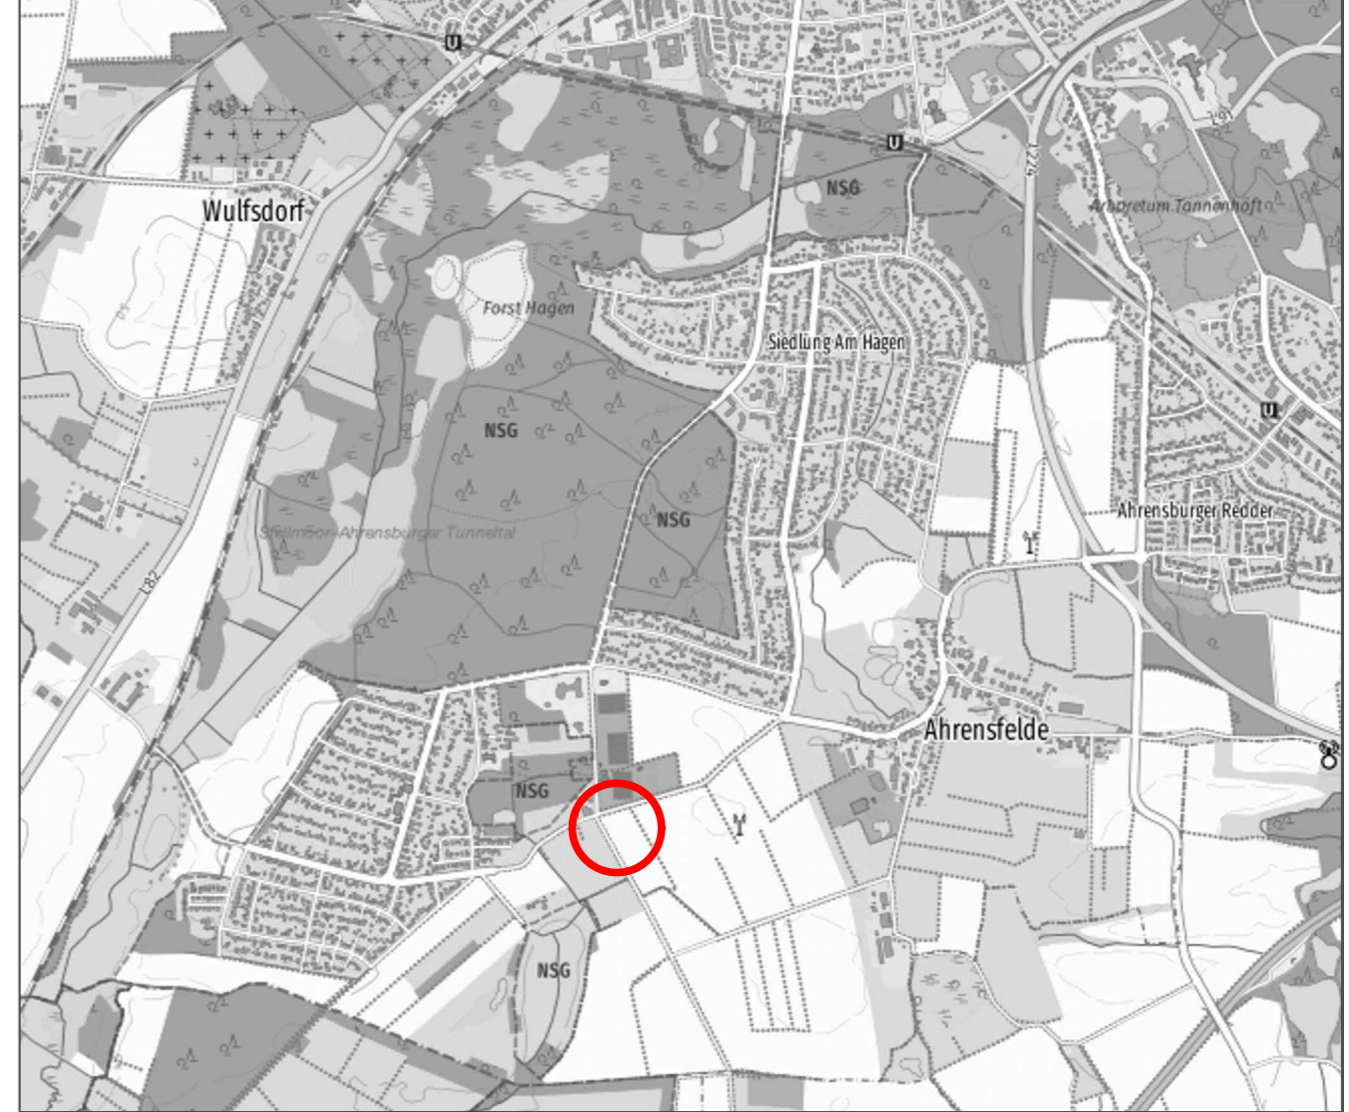 U
U
NSG
L224
L91
Arboretum Tannenhöft
Wulfsdorf
Forst Hagen
Siedlung Am Hagen
U
NSG
NSG
Ahrensburger Redder
Stellmoor-Ahrensburger Tunneltal
L82
Ahrensfelde
NSG
NSG